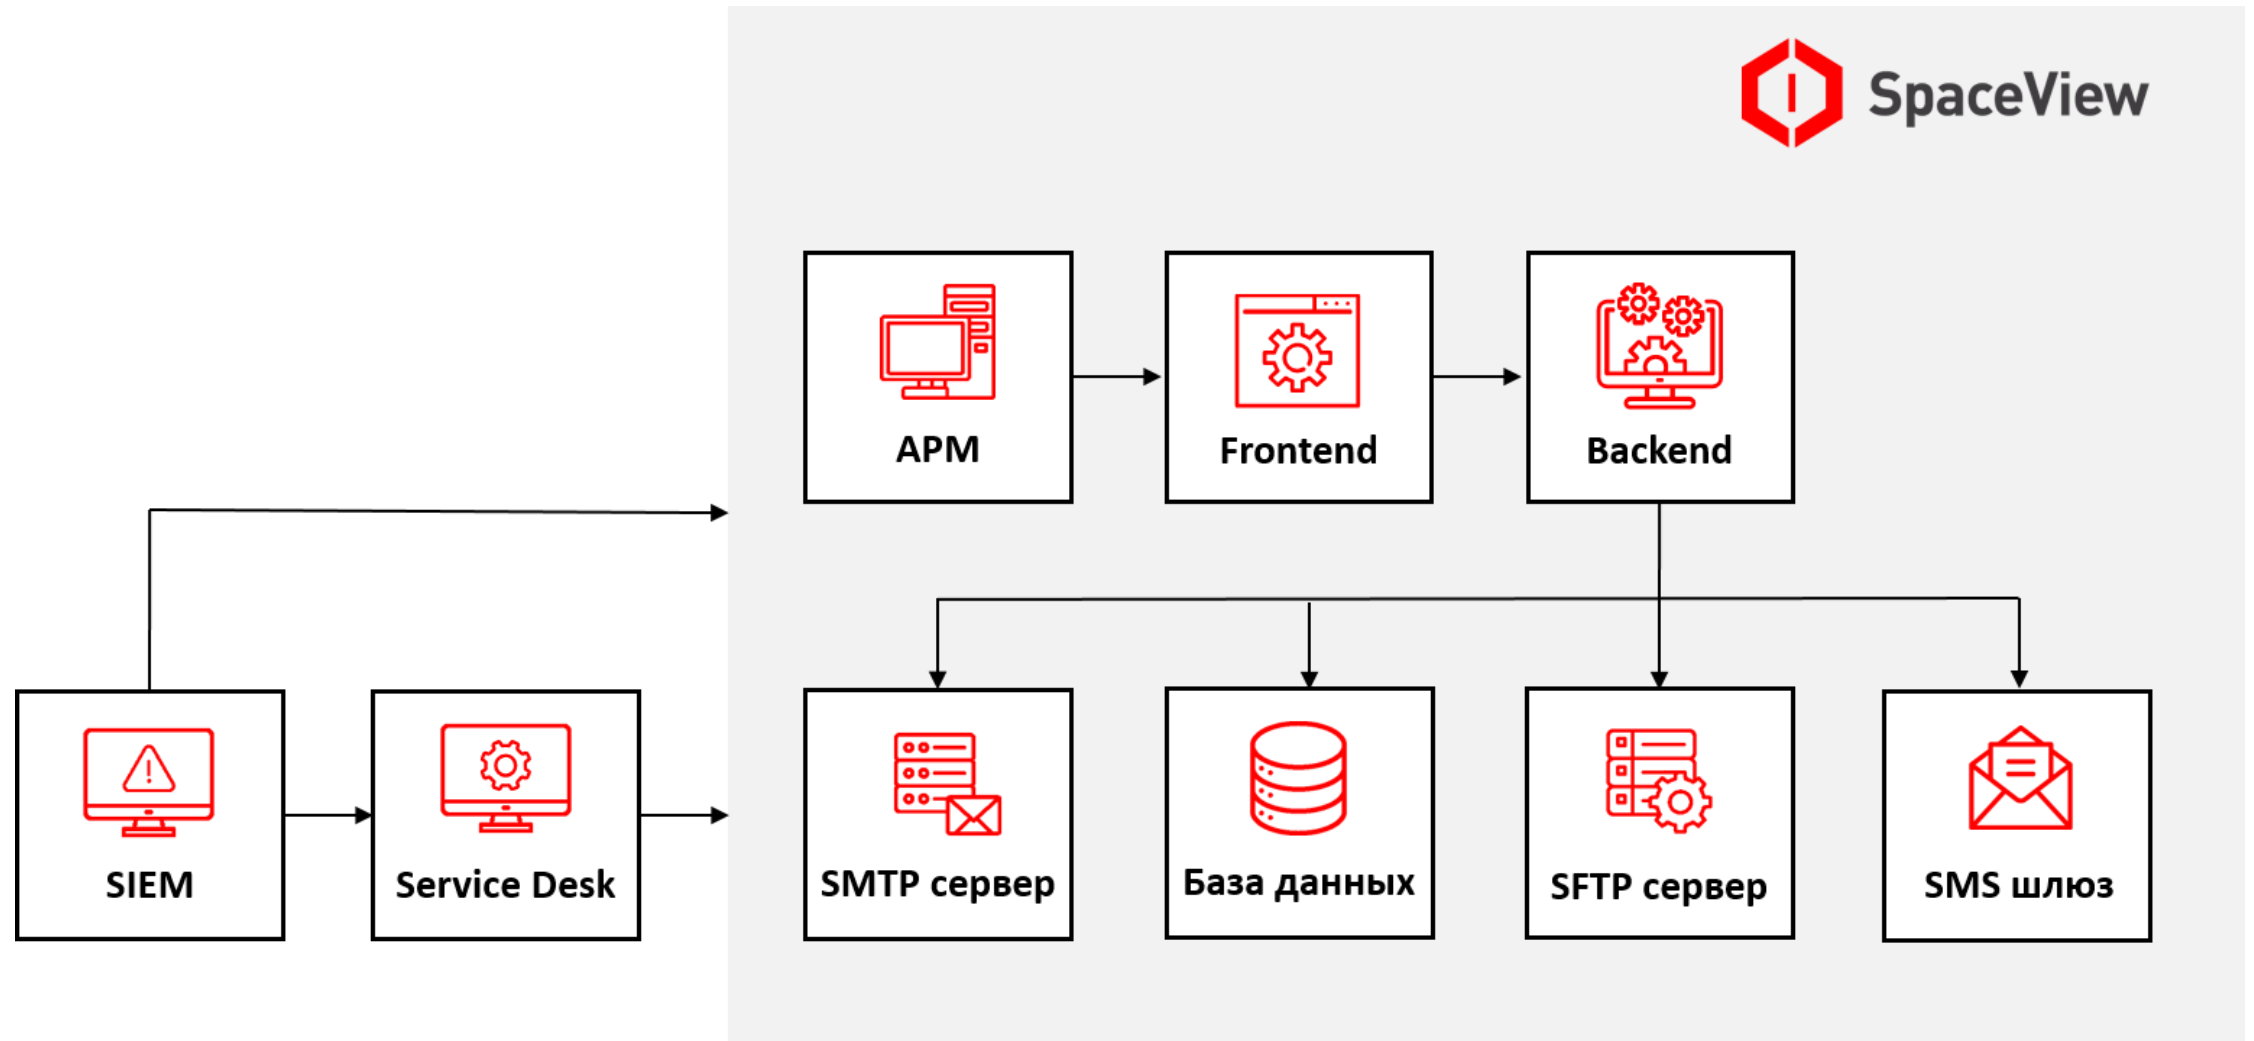 SpaceView
АРМ
Frontend
Backend
SIEM
Service Desk
SMTP сервер
База данных
SFTP сервер
SMS шлюз